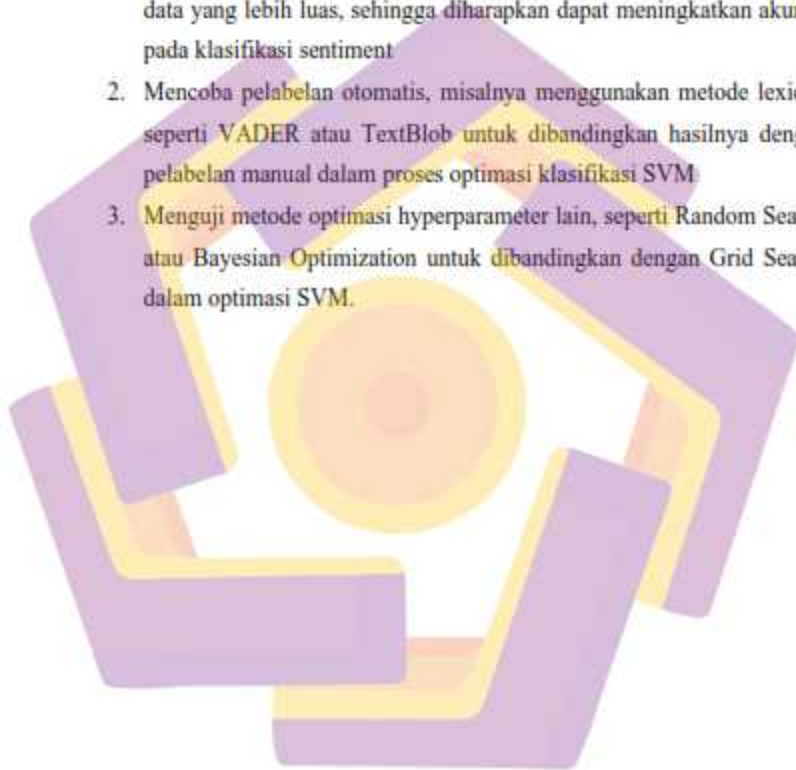 data yang lebih luas, sehingga diharapkan dapat meningkatkan aku
pada klasifikasi sentiment
2. Mencoba pelabelan otomatis, misalnya menggunakan metode lexic
seperti VADER atau TextBlob untuk dibandingkan hasilnya deng
pelabelan manual dalam proses optimasi klasifikasi SVM
3. Menguji metode optimasi hyperparameter lain, seperti Random Sea
atau Bayesian Optimization untuk dibandingkan dengan Grid Sea
dalam optimasi SVM.